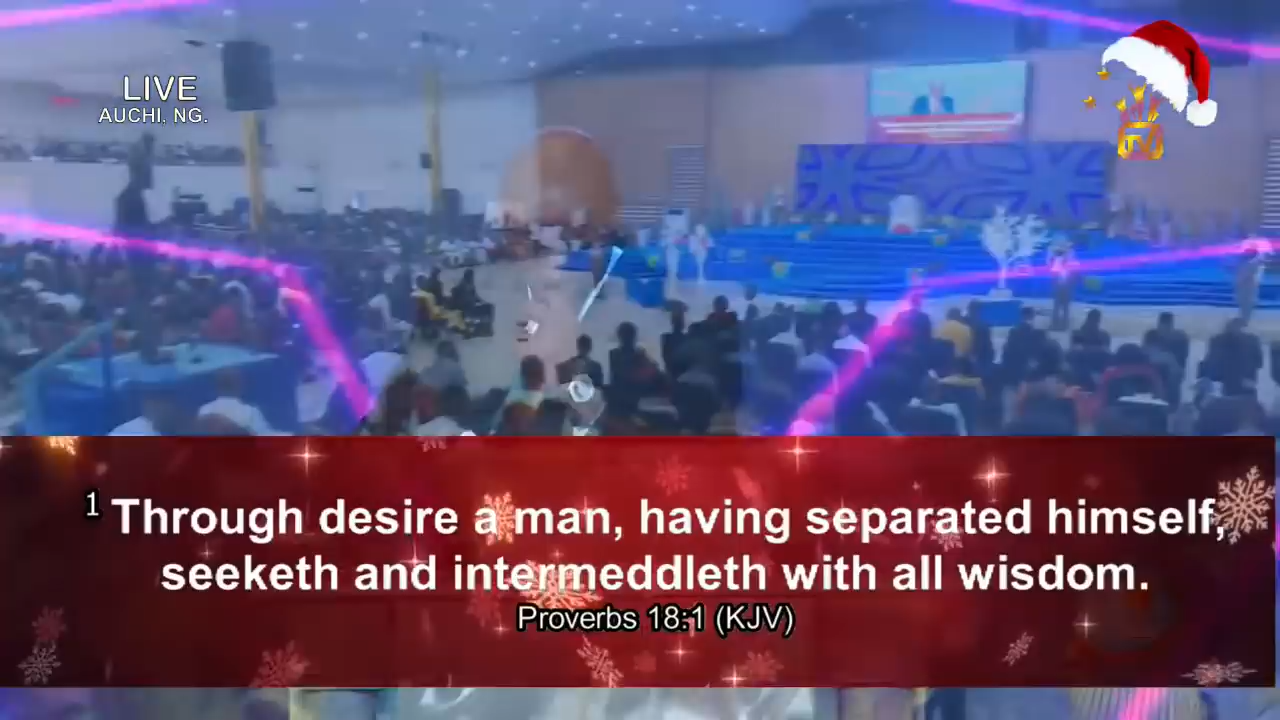 LIVE
AUCHI, NG.
TV
1 Through desire a man, having separated himself,
seeketh and intermeddleth with all wisdom.
Proverbs 18:1 (KJV)